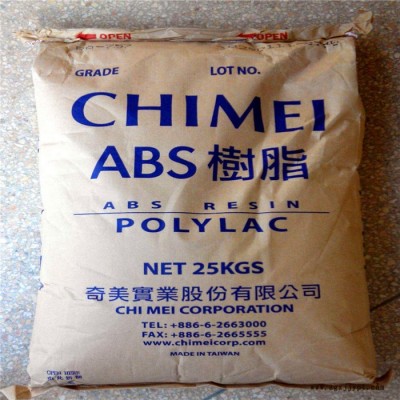 OPEN OPEN
GRADE LOT NO.
CHIMEI
ABS 樹脂
ABS RESIN
POLYLAC
NET 25KGS
奇美實業股份有限公司
CHI MEI CORPORATION
TEL: +886-6-2663000
FAX: +886-6-2665555
www.chimeicorp.com
MADE IN TAIWAN